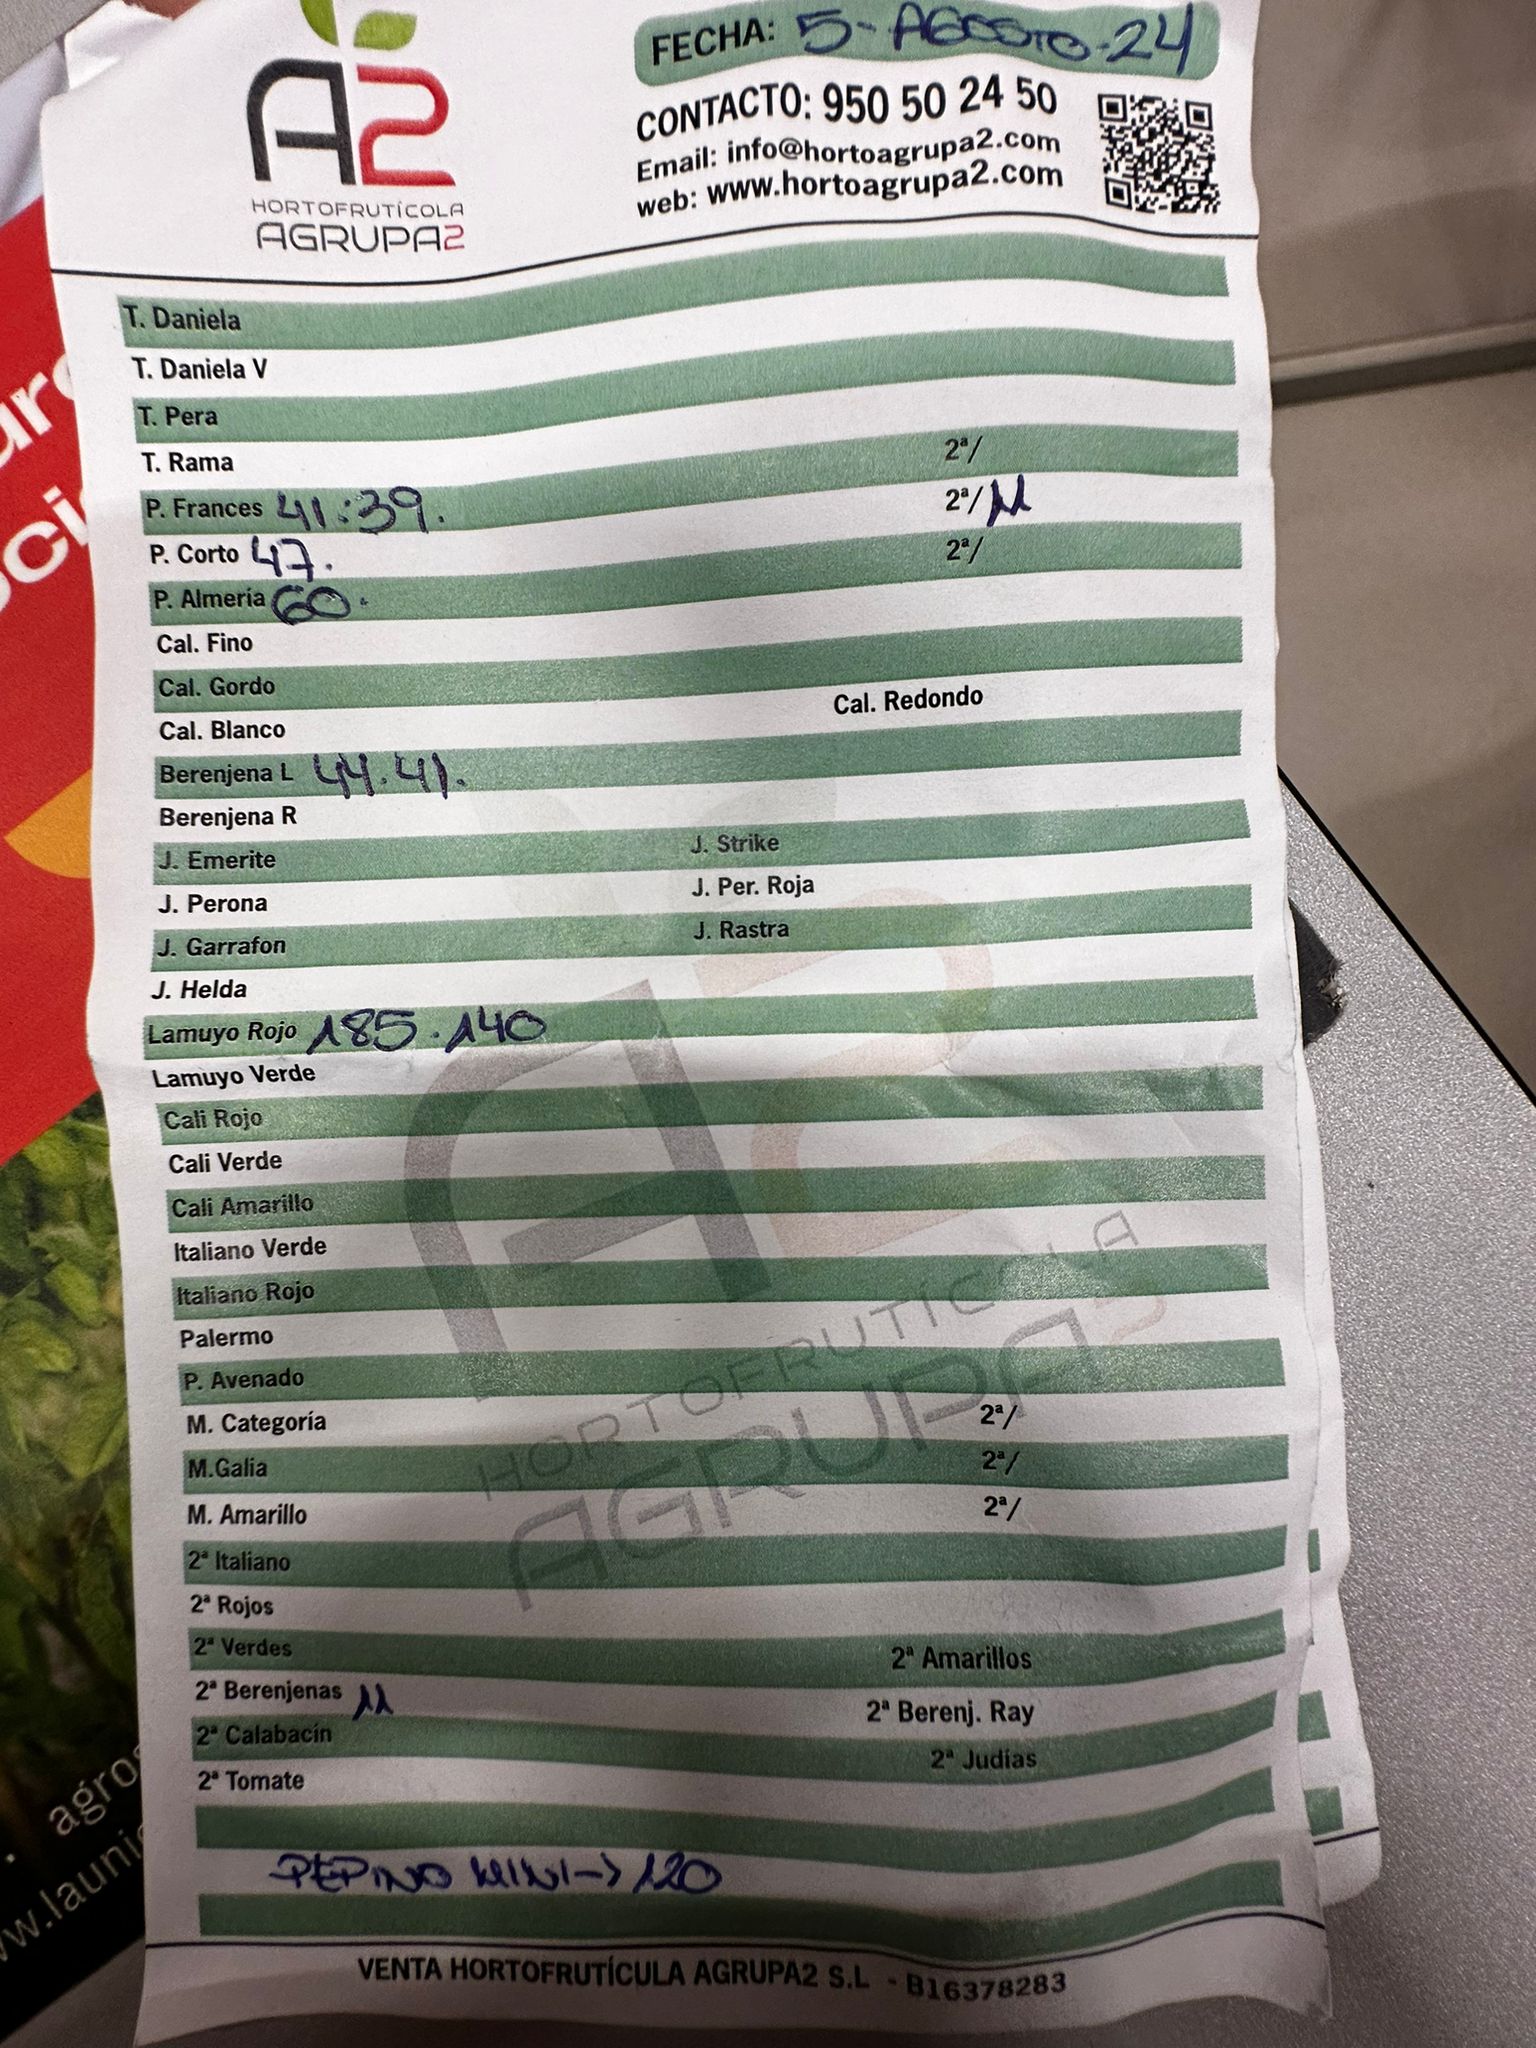 A2
HORTOFRUTÍCOLA
AGRUPA2
FECHA: 5-AGOSTO-24
CONTACTO: 950 50 24 50
Email: info@hortoagrupa2.com
web: www.hortoagrupa2.com
T. Daniela
T. Daniela V
T. Pera
T. Rama 2ª/
P. Frances 41:39. 2ª/ 11
P. Corto 47. 2ª/
P. Almería 60.
Cal. Fino
Cal. Gordo
Cal. Blanco Cal. Redondo
Berenjena L 44.41.
Berenjena R
J. Emerite J. Strike
J. Perona J. Per. Roja
J. Garrafon J. Rastra
J. Helda
Lamuyo Rojo 185.140
Lamuyo Verde
Cali Rojo
Cali Verde
Cali Amarillo
Italiano Verde
Italiano Rojo
Palermo
P. Avenado
M. Categoría 2ª/
M.Galia 2ª/
M. Amarillo 2ª/
2ª Italiano
2ª Rojos
2ª Verdes 2ª Amarillos
2ª Berenjenas 11 2ª Berenj. Ray
2ª Calabacín 2ª Judías
2ª Tomate
PEPINO MINI-> 120
VENTA HORTOFRUTÍCULA AGRUPA2 S.L - B16378283
A2
HORTOFRUTÍCOLA
AGRUPA2